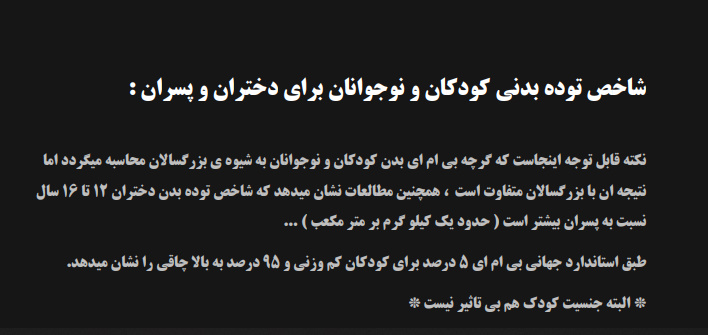 شاخص توده بدنی کودکان و نوجوانان برای دختران و پسران :
نکته قابل توجه اینجاست که گرچه بی ام ای بدن کودکان و نوجوانان به شیوه ی بزرگسالان محاسبه میگردد اما
نتیجه ان با بزرگسالان متفاوت است ، همچنین مطالعات نشان میدهد که شاخص توده بدن دختران ۱۲ تا ۱۶ سال
نسبت به پسران بیشتر است ( حدود یک کیلو گرم بر متر مکعب ) ...
طبق استاندارد جهانی بی ام ای ۵ درصد برای کودکان کم وزنی و ۹۵ درصد به بالا چاقی را نشان میدهد.
❊ البته جنسیت کودک هم بی تاثیر نیست ❊